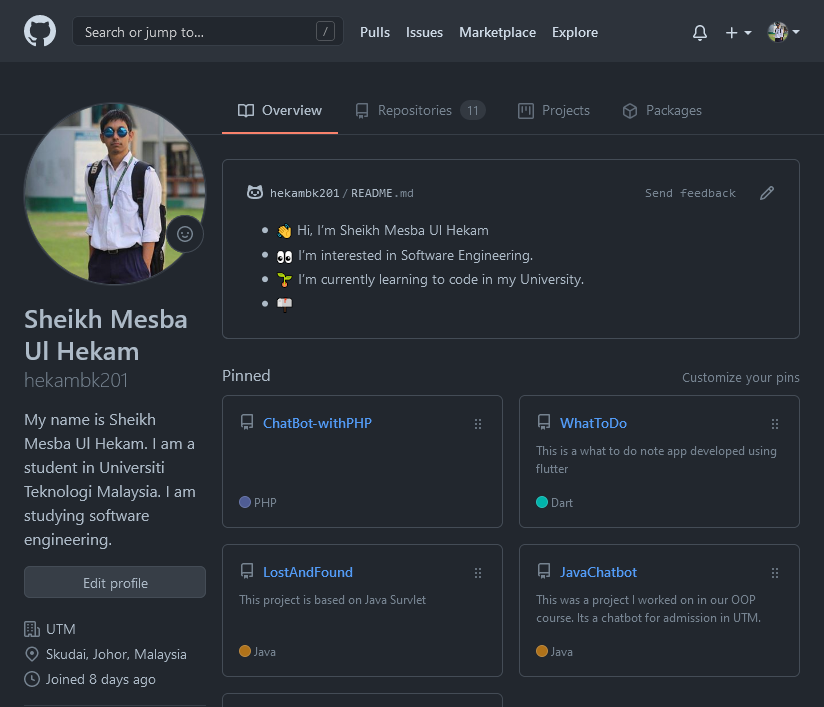 Search or jump to... /
Pulls Issues Marketplace Explore
Overview
Repositories 11
Projects
Packages
Sheikh Mesba
Ul Hekam
hekambk201
My name is Sheikh
Mesba Ul Hekam. I am a
student in Universiti
Teknologi Malaysia. I am
studying software
engineering.
Edit profile
UTM
Skudai, Johor, Malaysia
Joined 8 days ago
hekambk201/README.md
Send feedback
👋 Hi, I’m Sheikh Mesba Ul Hekam
👀 I’m interested in Software Engineering.
🌱 I’m currently learning to code in my University.
Pinned
Customize your pins
ChatBot-withPHP
PHP
WhatToDo
This is a what to do note app developed using
flutter
Dart
LostAndFound
This project is based on Java Survlet
Java
JavaChatbot
This was a project I worked on in our OOP
course. Its a chatbot for admission in UTM.
Java